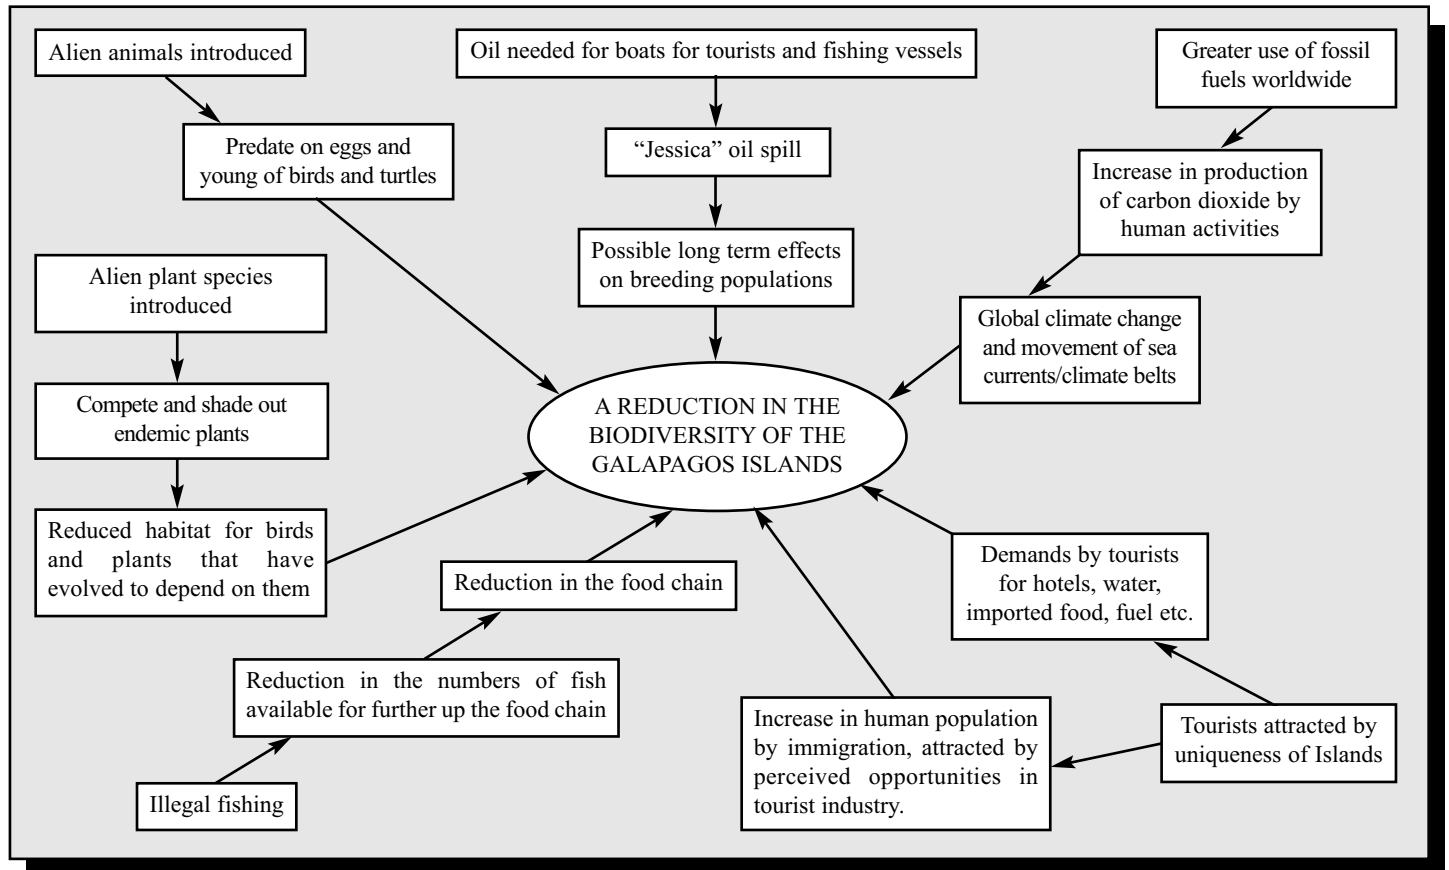 Alien animals introduced
Predate on eggs and
young of birds and turtles
Oil needed for boats for tourists and fishing vessels
“Jessica” oil spill
Possible long term effects
on breeding populations
Greater use of fossil
fuels worldwide
Increase in production
of carbon dioxide by
human activities
Global climate change
and movement of sea
currents/climate belts
Alien plant species
introduced
Compete and shade out
endemic plants
Reduced habitat for birds
and plants that have
evolved to depend on them
A REDUCTION IN THE
BIODIVERSITY OF THE
GALAPAGOS ISLANDS
Reduction in the food chain
Reduction in the numbers of fish
available for further up the food chain
Illegal fishing
Demands by tourists
for hotels, water,
imported food, fuel etc.
Increase in human population
by immigration, attracted by
perceived opportunities in
tourist industry.
Tourists attracted by
uniqueness of Islands